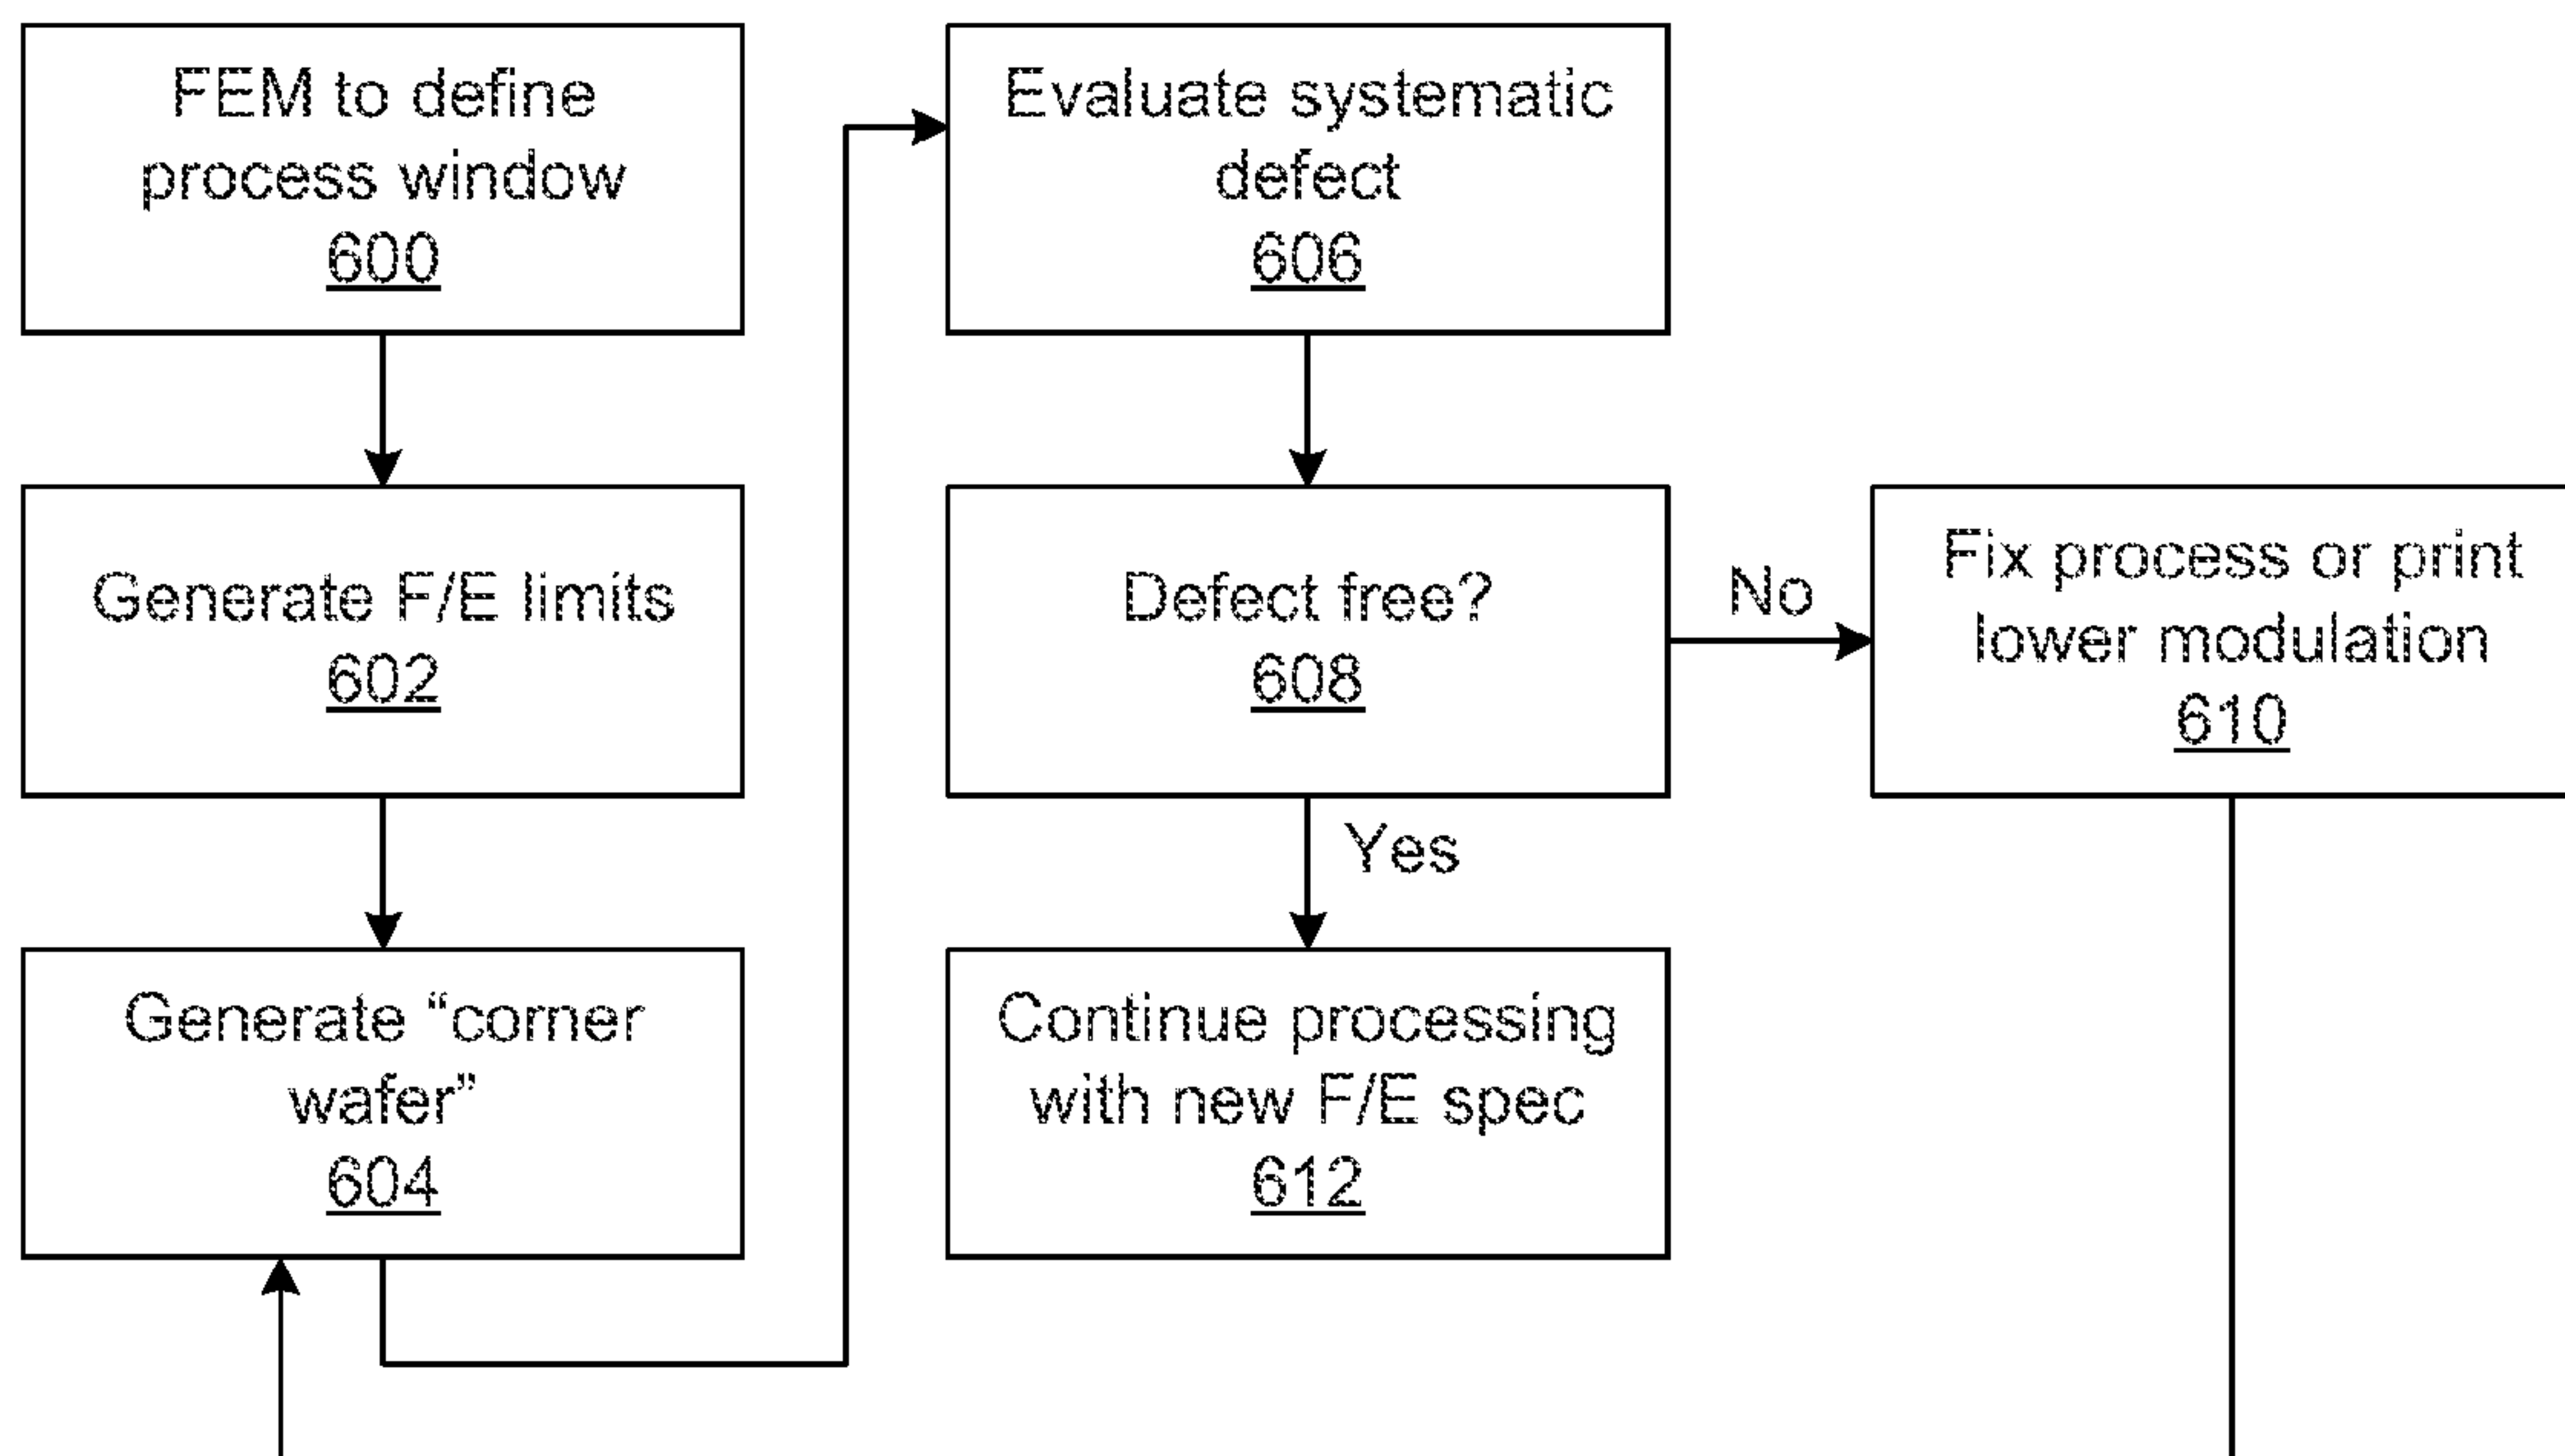 FEM to define
process window
600
Generate F/E limits
602
Generate “corner
wafer”
604
Evaluate systematic
defect
606
Defect free?
608
No
Yes
Fix process or print
lower modulation
610
Continue processing
with new F/E spec
612